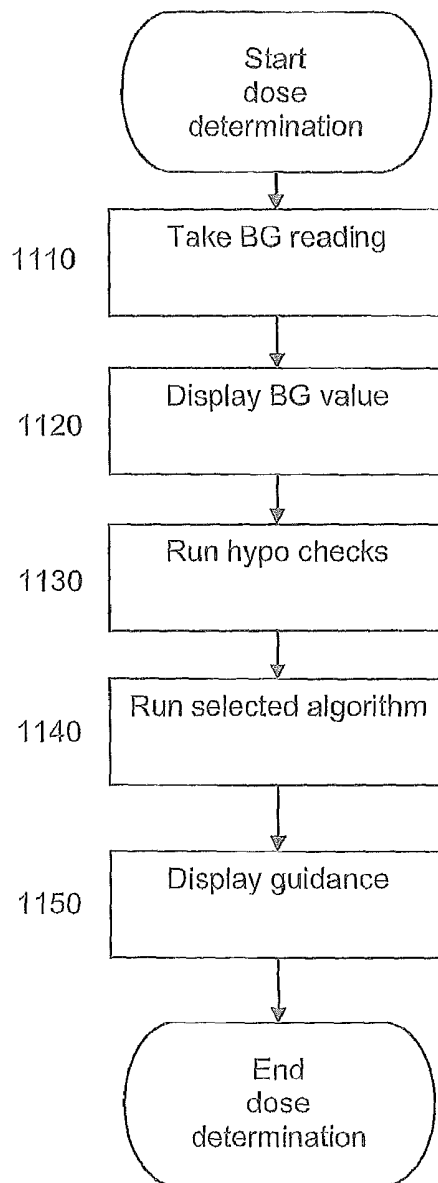 Start
dose
determination
1110
Take BG reading
1120
Display BG value
1130
Run hypo checks
1140
Run selected algorithm
1150
Display guidance
End
dose
determination